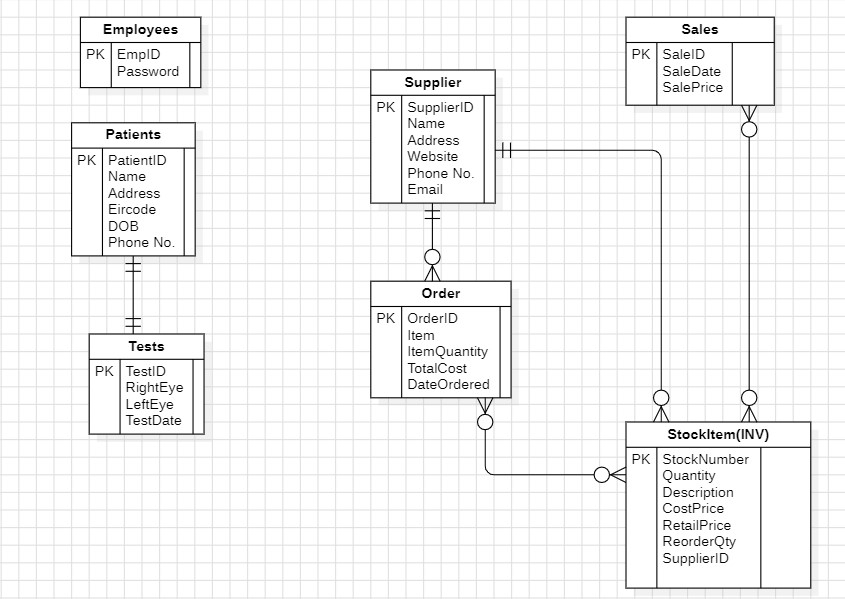 Employees
PK EmpID
Password
Patients
PK PatientID
Name
Address
Eircode
DOB
Phone No.
Tests
PK TestID
RightEye
LeftEye
TestDate
Supplier
PK SupplierID
Name
Address
Website
Phone No.
Email
Order
PK OrderID
Item
ItemQuantity
TotalCost
DateOrdered
Sales
PK SaleID
SaleDate
SalePrice
StockItem(INV)
PK StockNumber
Quantity
Description
CostPrice
RetailPrice
ReorderQty
SupplierID